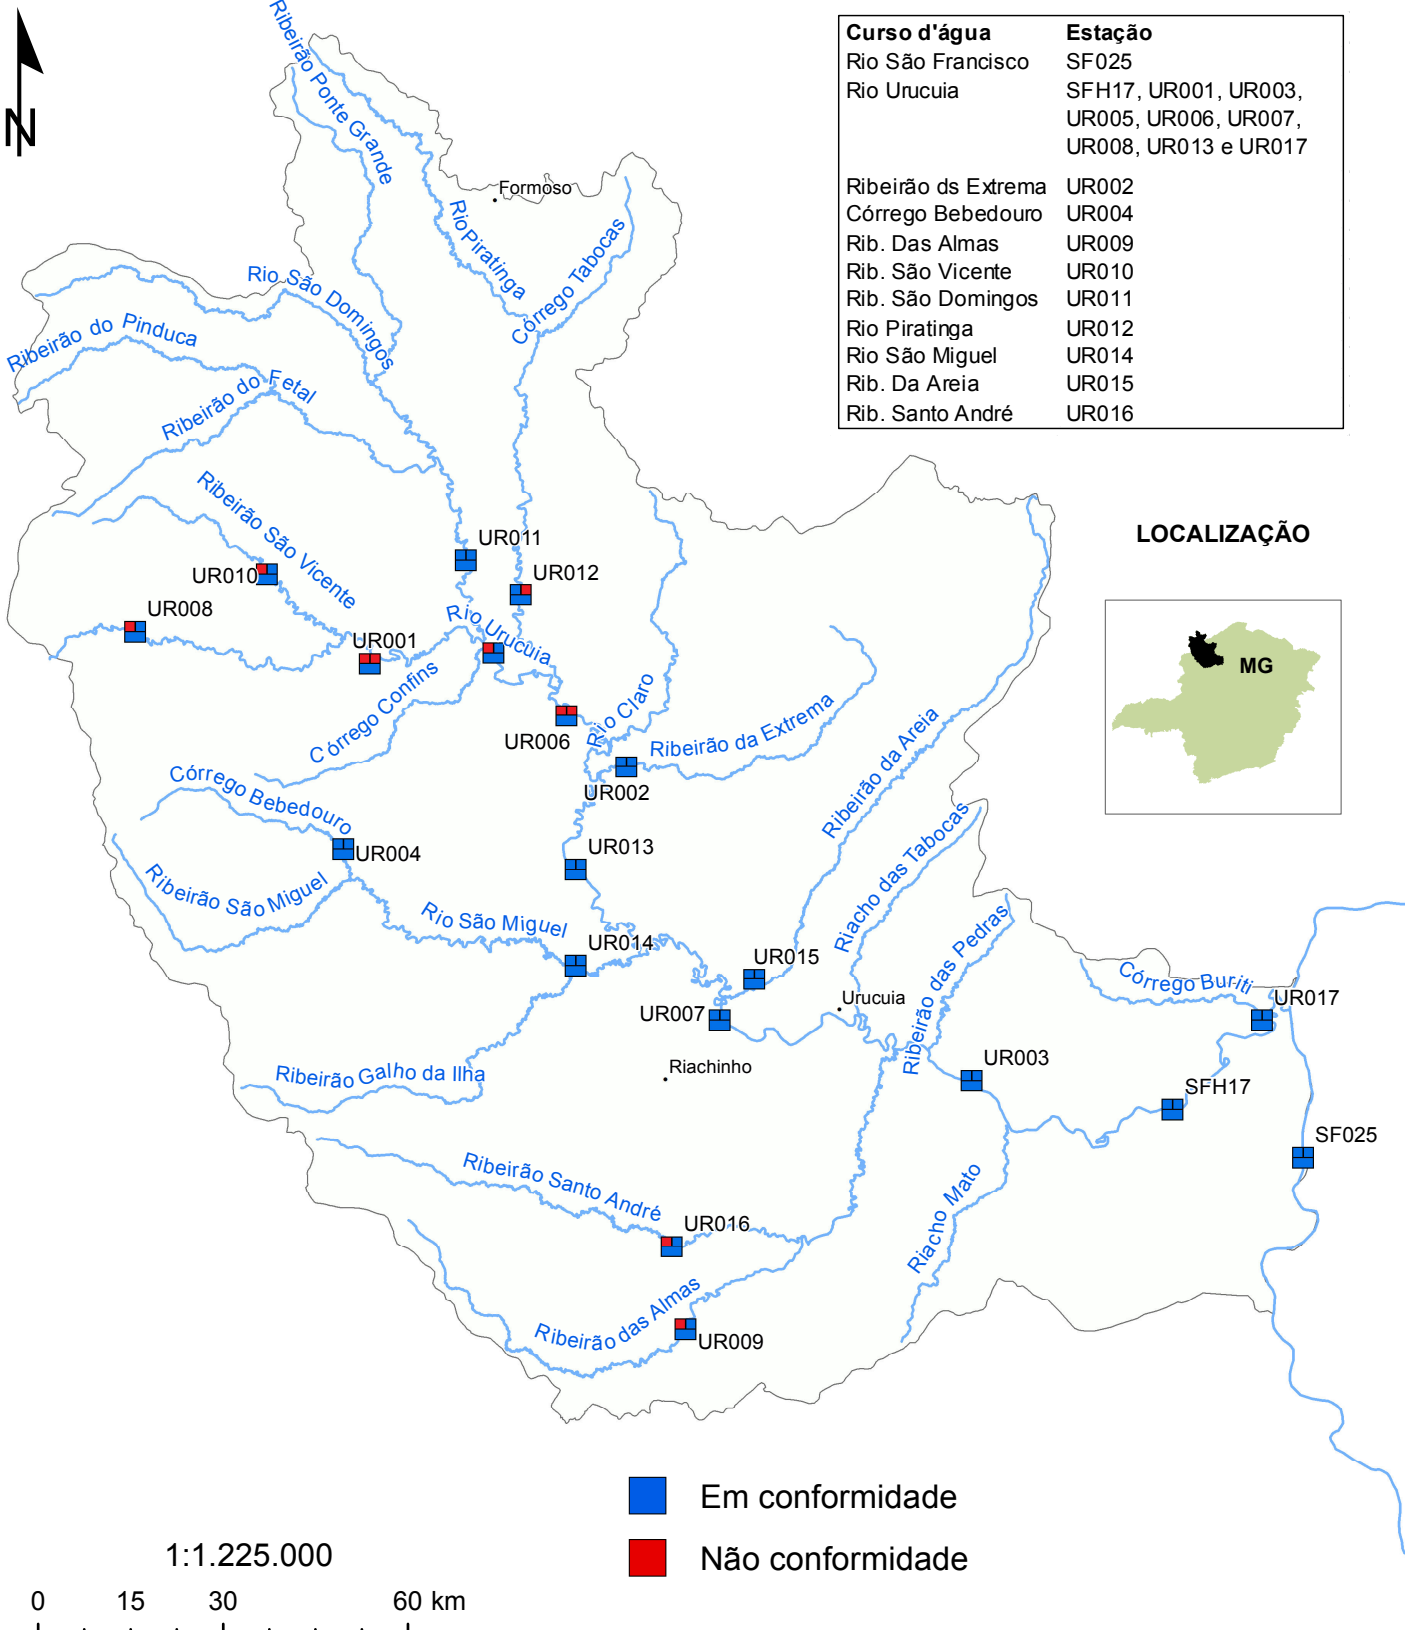 Curso d'água Estação
Rio São Francisco SF025
Rio Urucuia SFH17, UR001, UR003,
UR005, UR006, UR007,
UR008, UR013 e UR017
Ribeirão ds Extrema UR002
Córrego Bebedouro UR004
Rib. Das Almas UR009
Rib. São Vicente UR010
Rib. São Domingos UR011
Rio Piratinga UR012
Rio São Miguel UR014
Rib. Da Areia UR015
Rib. Santo André UR016
N
Ribeirão Ponte Grande
Formoso
Rio Piratinga
Córrego Tabocas
Rio São Domingos
Ribeirão do Pinduca
Ribeirão do Fetal
Ribeirão São Vicente
LOCALIZAÇÃO
MG
UR011
UR012
UR010
UR008
UR001
Rio Urucuia
Córrego Confins
UR006
Rio Claro
Ribeirão da Extrema
UR002
Ribeirão da Areia
Córrego Bebedouro
UR004
UR013
Ribeirão São Miguel
Rio São Miguel
Riacho das Tabocas
UR014
UR015
Ribeirão das Pedras
Córrego Buriti
UR017
Urucuia
UR007
Riachinho
UR003
Ribeirão Galho da Ilha
SFH17
SF025
Ribeirão Santo André
UR016
Riacho Mato
Ribeirão das Almas
UR009
Em conformidade
Não conformidade
1:1.225.000
0 15 30 60 km